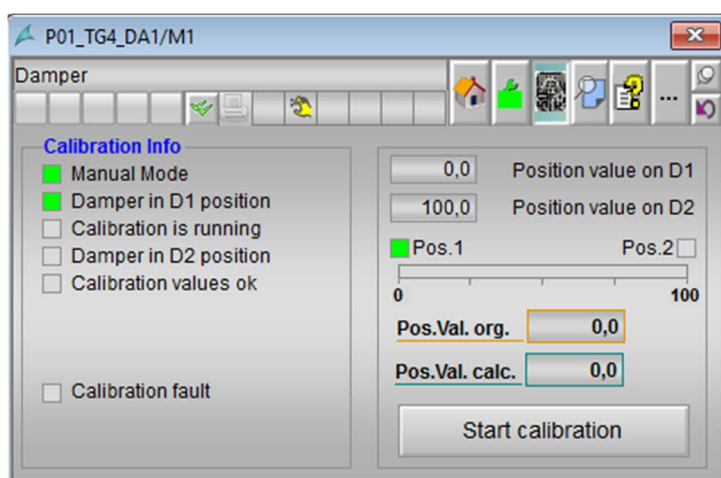 P01_TG4_DA1/M1
Damper
...
Calibration Info
Manual Mode
Damper in D1 position
Calibration is running
Damper in D2 position
Calibration values ok
Calibration fault
0,0 Position value on D1
100,0 Position value on D2
Pos.1 Pos.2
0 100
Pos.Val. org. 0,0
Pos.Val. calc. 0,0
Start calibration